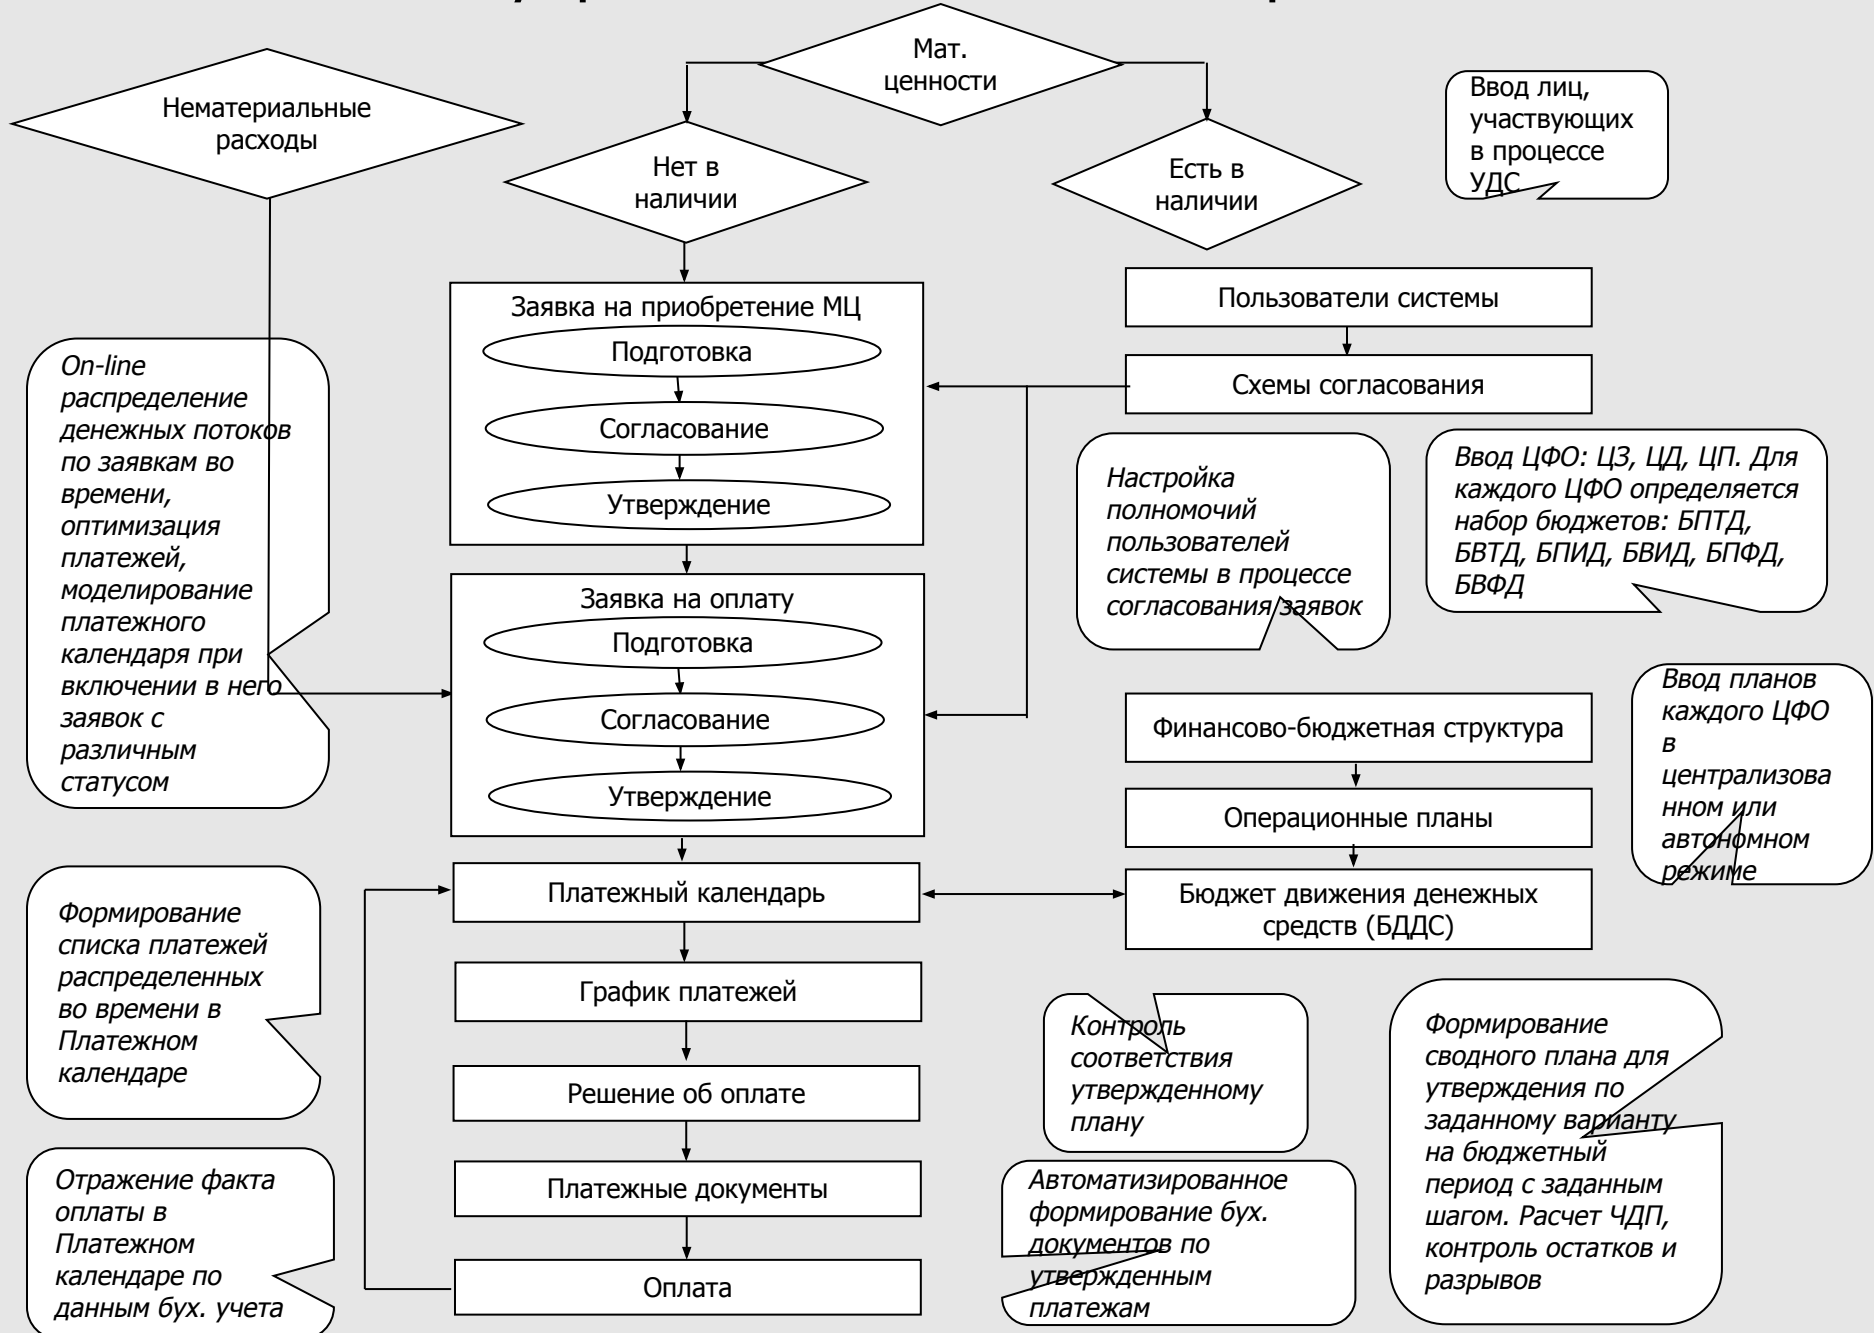 Мат.
ценности
Нематериальные
расходы
Нет в
наличии
Есть в
наличии
Ввод лиц,
участвующих
в процессе
УДС
Заявка на приобретение МЦ
Подготовка
Согласование
Утверждение
Пользователи системы
Схемы согласования
On-line
распределение
денежных потоков
по заявкам во
времени,
оптимизация
платежей,
моделирование
платежного
календаря при
включении в него
заявок с
различным
статусом
Настройка
полномочий
пользователей
системы в процессе
согласования заявок
Ввод ЦФО: ЦЗ, ЦД, ЦП. Для
каждого ЦФО определяется
набор бюджетов: БПТД,
БВТД, БПИД, БВИД, БПФД,
БВФД
Заявка на оплату
Подготовка
Согласование
Утверждение
Финансово-бюджетная структура
Операционные планы
Бюджет движения денежных
средств (БДДС)
Ввод планов
каждого ЦФО
в
централизова
нном или
автономном
режиме
Платежный календарь
График платежей
Решение об оплате
Платежные документы
Оплата
Формирование
списка платежей
распределенных
во времени в
Платежном
календаре
Отражение факта
оплаты в
Платежном
календаре по
данным бух. учета
Контроль
соответствия
утвержденному
плану
Автоматизированное
формирование бух.
документов по
утвержденным
платежам
Формирование
сводного плана для
утверждения по
заданному варианту
на бюджетный
период с заданным
шагом. Расчет ЧДП,
контроль остатков и
разрывов